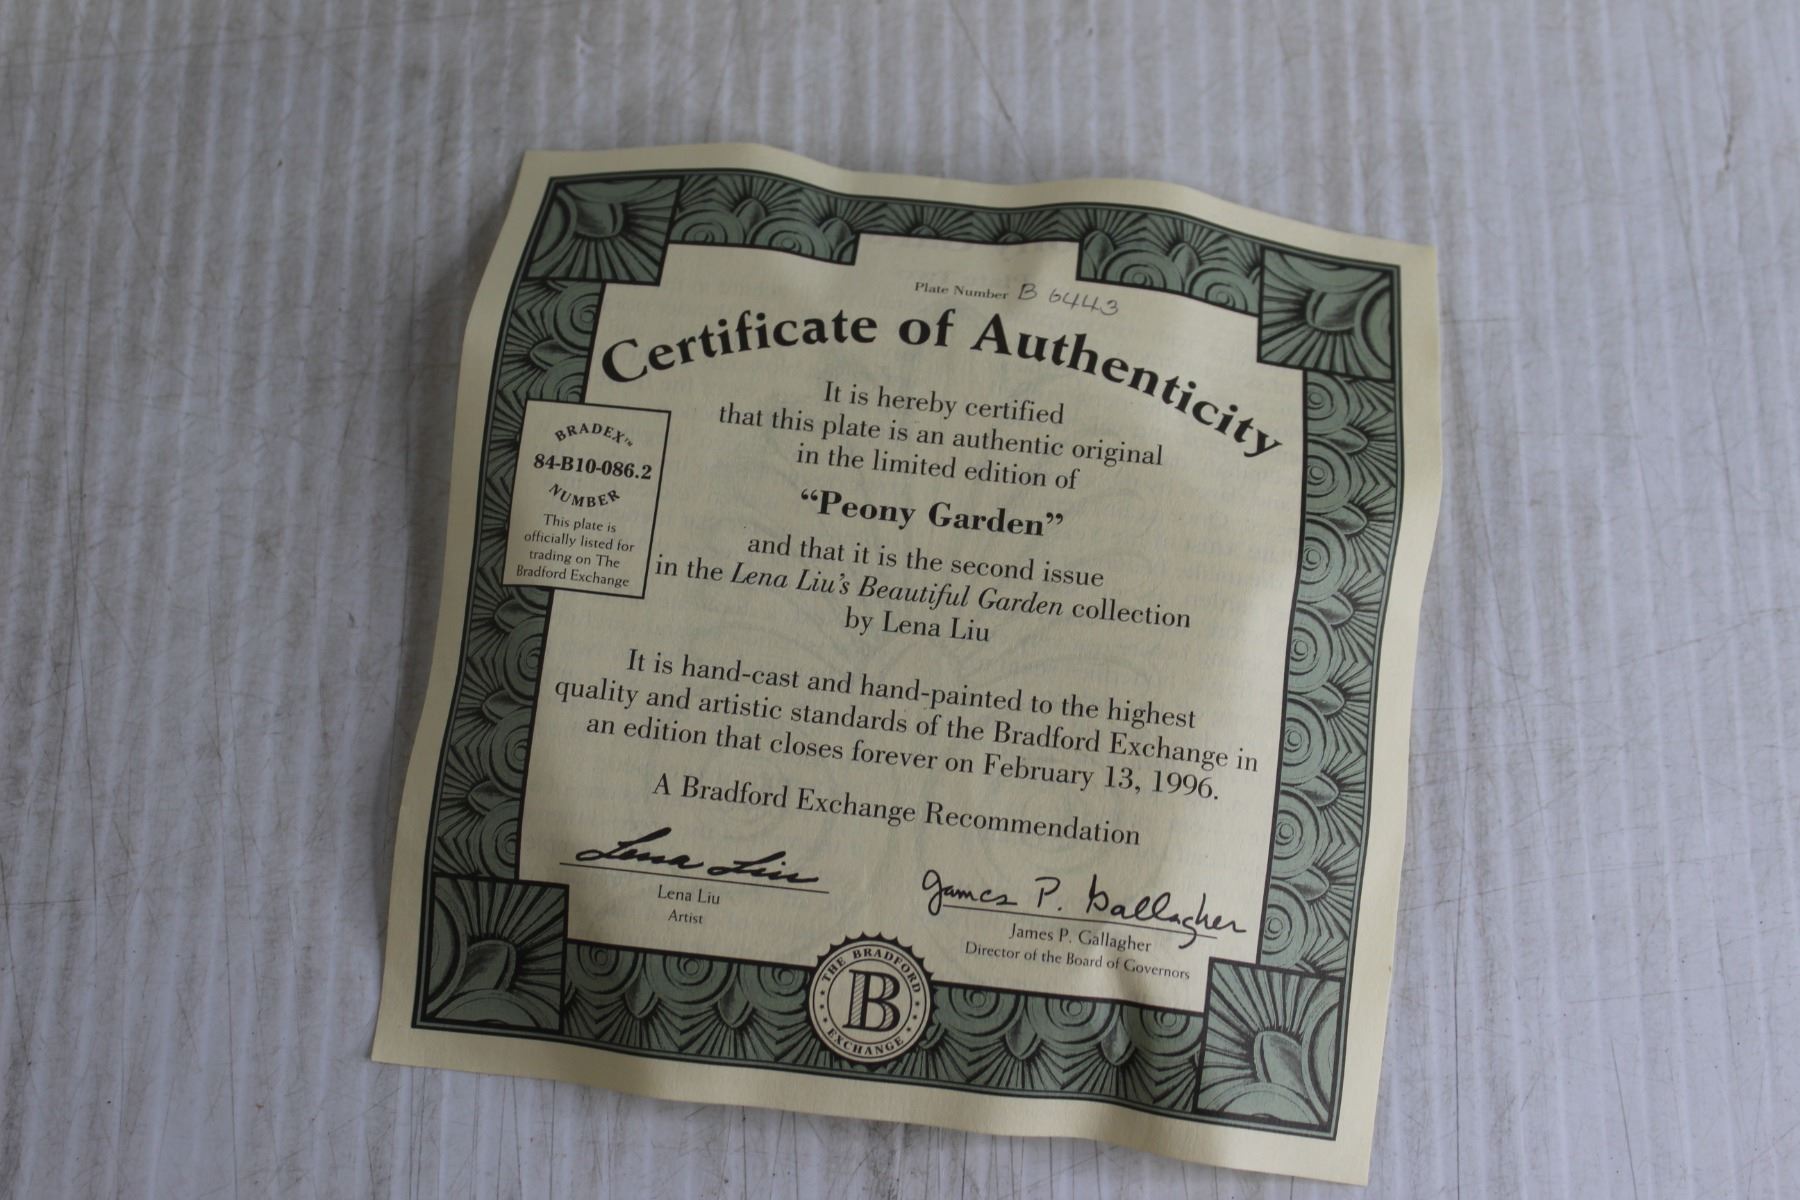 Plate Number B 6443
Certificate of Authenticity
It is hereby certified
that this plate is an authentic original
in the limited edition of
“Peony Garden”
and that it is the second issue
in the Lena Liu’s Beautiful Garden collection
by Lena Liu
BRADEX™
84-B10-086.2
NUMBER
This plate is
officially listed for
trading on The
Bradford Exchange
It is hand-cast and hand-painted to the highest
quality and artistic standards of the Bradford Exchange in
an edition that closes forever on February 13, 1996.
A Bradford Exchange Recommendation
Lena Liu
Lena Liu
Artist
James P. Gallagher
James P. Gallagher
Director of the Board of Governors
THE BRADFORD
B
EXCHANGE